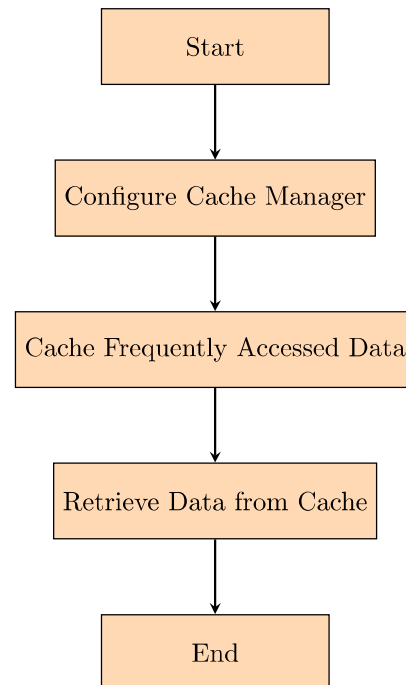 Start
Configure Cache Manager
Cache Frequently Accessed Data
Retrieve Data from Cache
End